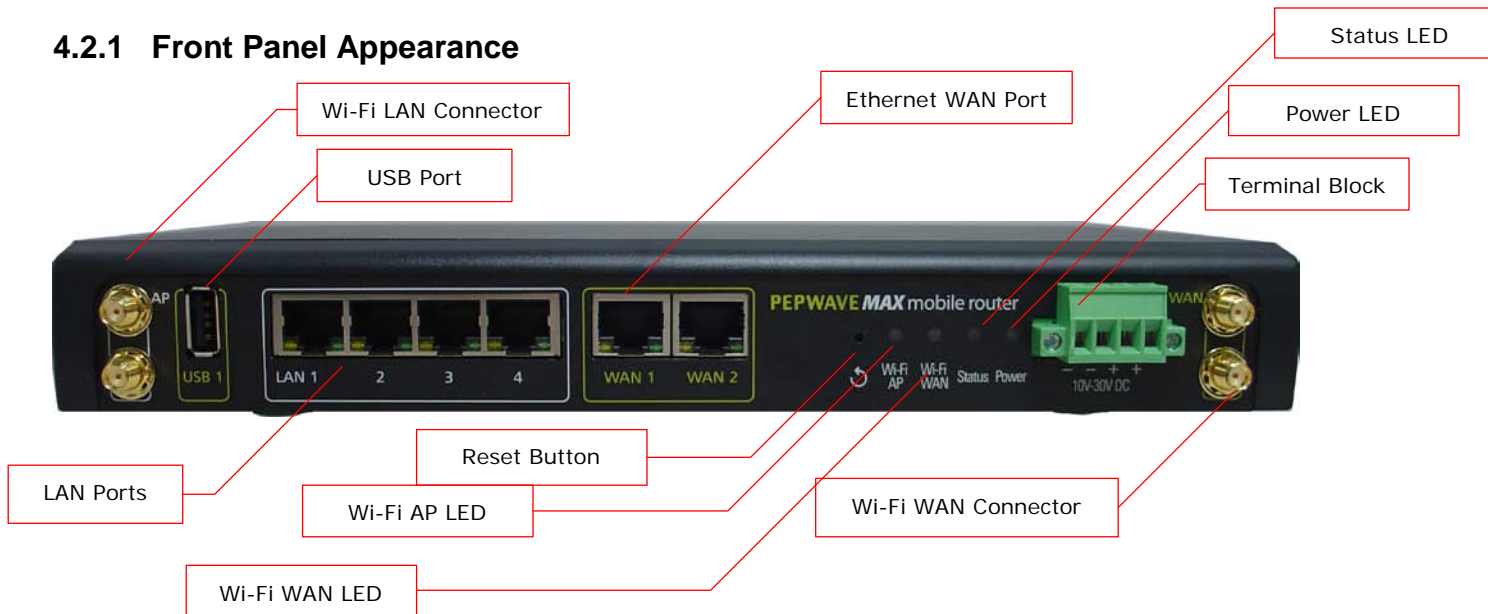 4.2.1 Front Panel Appearance
Status LED
Wi-Fi LAN Connector
Ethernet WAN Port
Power LED
USB Port
Terminal Block
AP
USB 1
LAN 1 2 3 4
WAN 1 WAN 2
PEPWAVE MAX mobile router
Wi-Fi AP
Wi-Fi WAN
Status
Power
− − + +
10V-30V DC
WAN
Reset Button
LAN Ports
Wi-Fi AP LED
Wi-Fi WAN Connector
Wi-Fi WAN LED